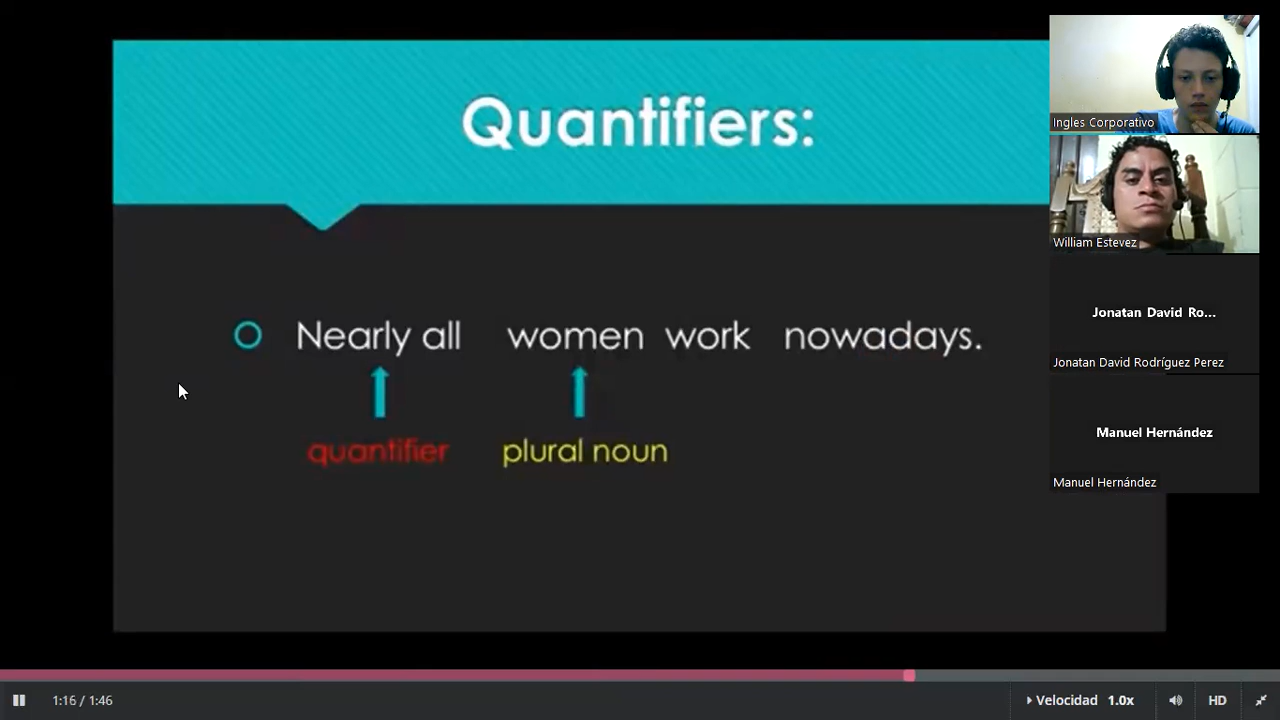 Quantifiers:
Nearly all women work nowadays.
quantifier plural noun
Ingles Corporativo
William Estevez
Jonatan David Ro...
Jonatan David Rodríguez Perez
Manuel Hernández
Manuel Hernández
1:16 / 1:46
Velocidad 1.0x
HD